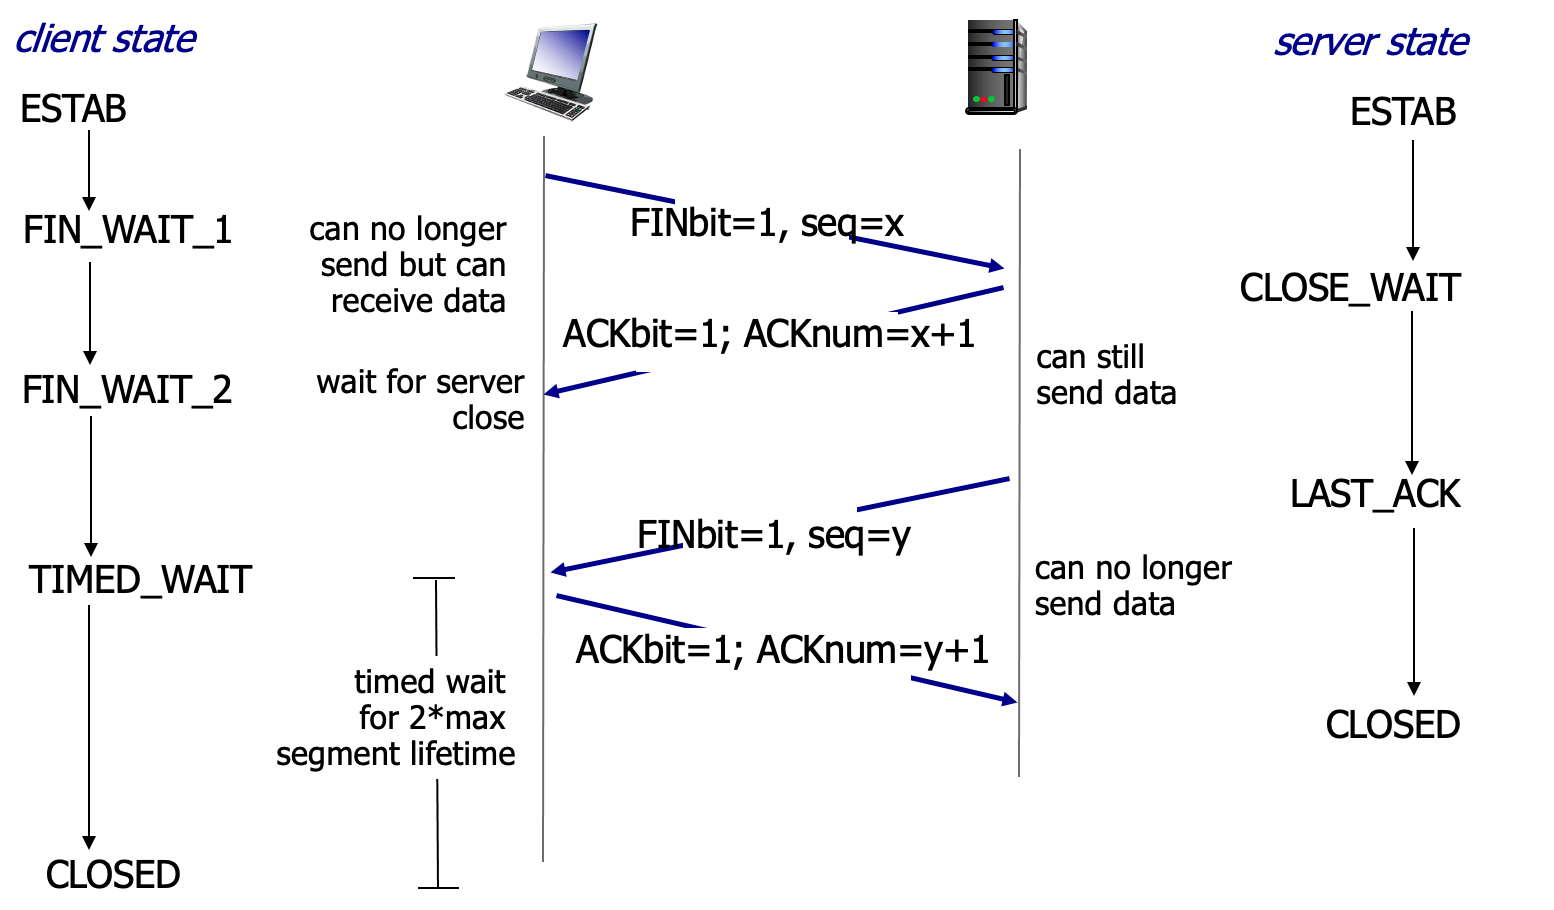 client state
server state
ESTAB
ESTAB
FIN_WAIT_1
can no longer
send but can
receive data
FINbit=1, seq=x
CLOSE_WAIT
ACKbit=1; ACKnum=x+1
can still
send data
FIN_WAIT_2
wait for server
close
LAST_ACK
FINbit=1, seq=y
TIMED_WAIT
can no longer
send data
ACKbit=1; ACKnum=y+1
timed wait
for 2*max
segment lifetime
CLOSED
CLOSED